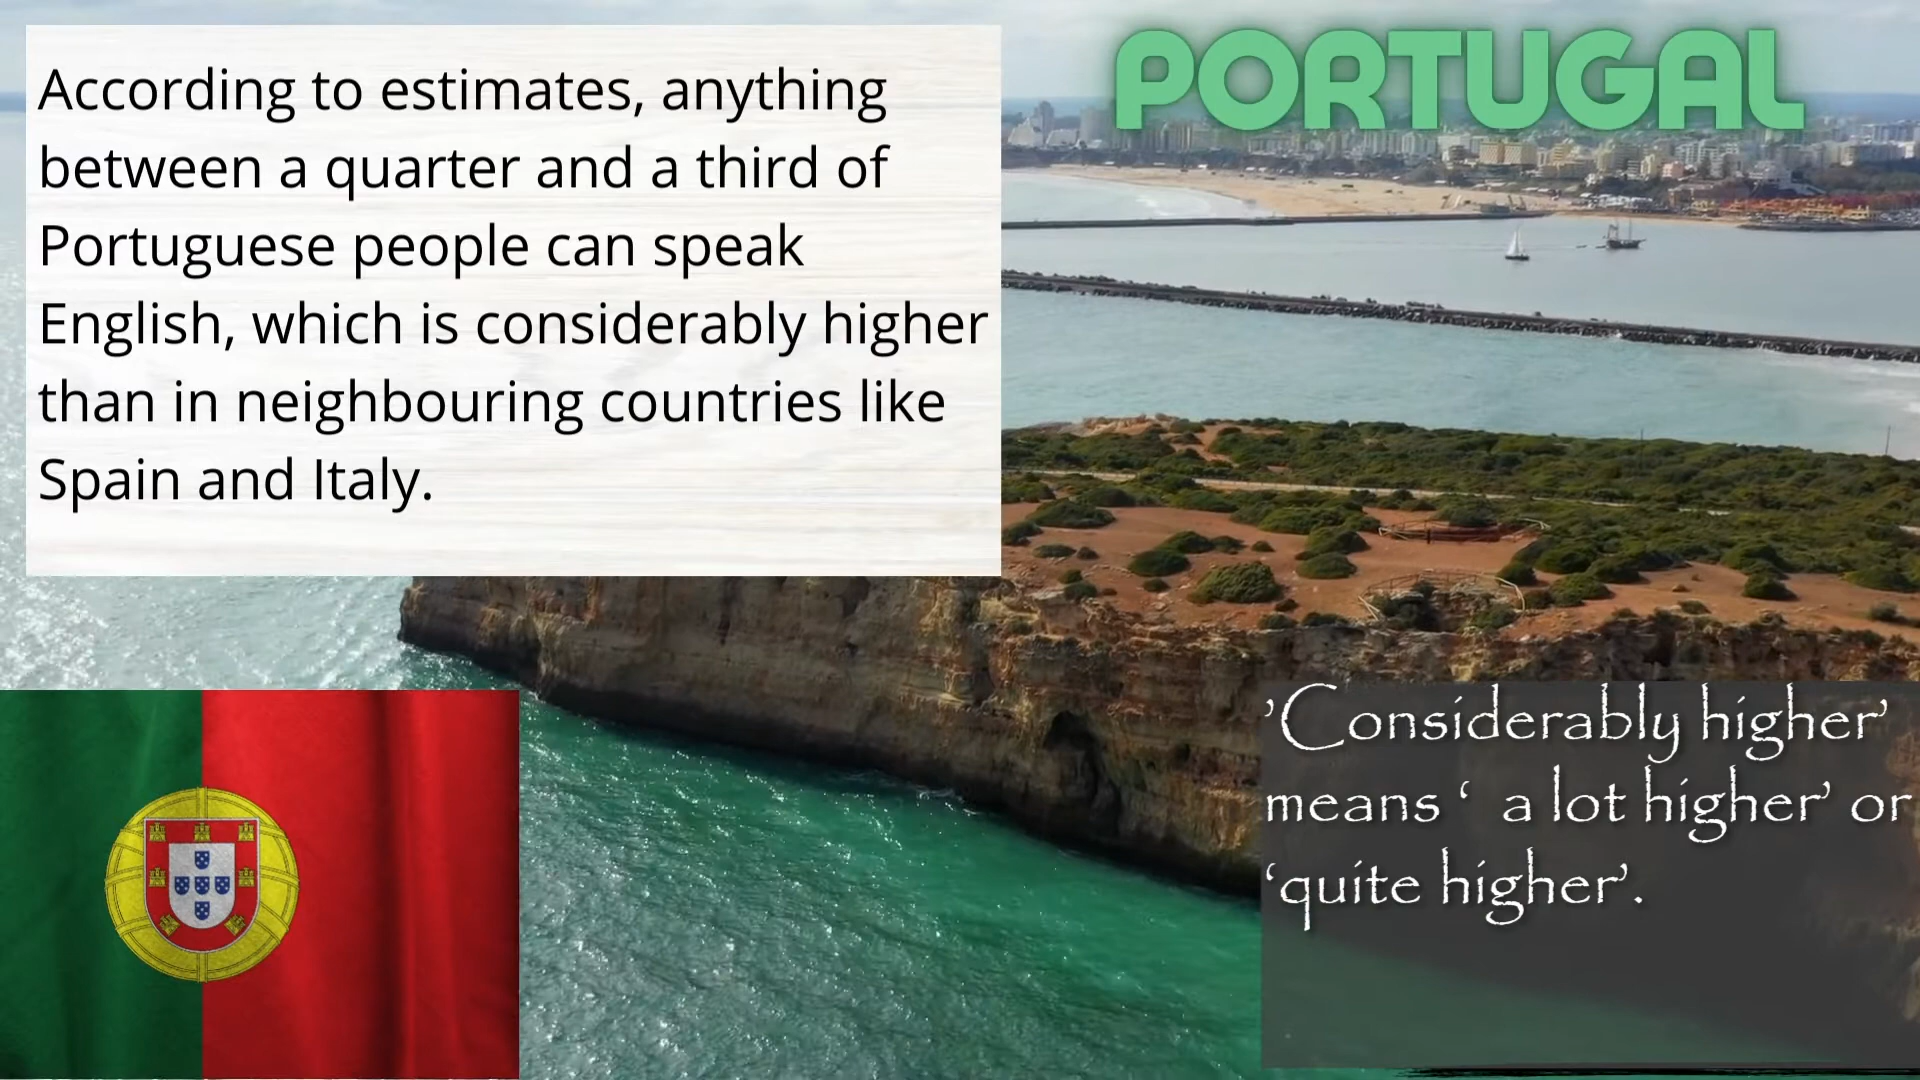 PORTUGAL
According to estimates, anything
between a quarter and a third of
Portuguese people can speak
English, which is considerably higher
than in neighbouring countries like
Spain and Italy.
’Considerably higher’
means ‘ a lot higher’ or
‘quite higher’.